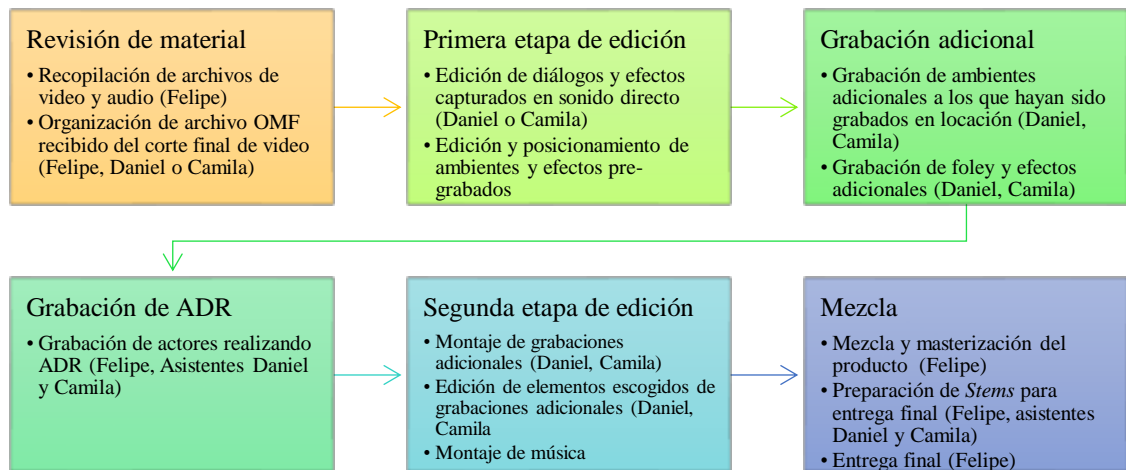 Revisión de material
• Recopilación de archivos de
video y audio (Felipe)
• Organización de archivo OMF
recibido del corte final de video
(Felipe, Daniel o Camila)
Primera etapa de edición
• Edición de diálogos y efectos
capturados en sonido directo
(Daniel o Camila)
• Edición y posicionamiento de
ambientes y efectos pre-
grabados
Grabación adicional
• Grabación de ambientes
adicionales a los que hayan sido
grabados en locación (Daniel,
Camila)
• Grabación de foley y efectos
adicionales (Daniel, Camila)
Grabación de ADR
• Grabación de actores realizando
ADR (Felipe, Asistentes Daniel
y Camila)
Segunda etapa de edición
• Montaje de grabaciones
adicionales (Daniel, Camila)
• Edición de elementos escogidos de
grabaciones adicionales (Daniel,
Camila
• Montaje de música
Mezcla
• Mezcla y masterización del
producto (Felipe)
• Preparación de Stems para
entrega final (Felipe, asistentes
Daniel y Camila)
• Entrega final (Felipe)